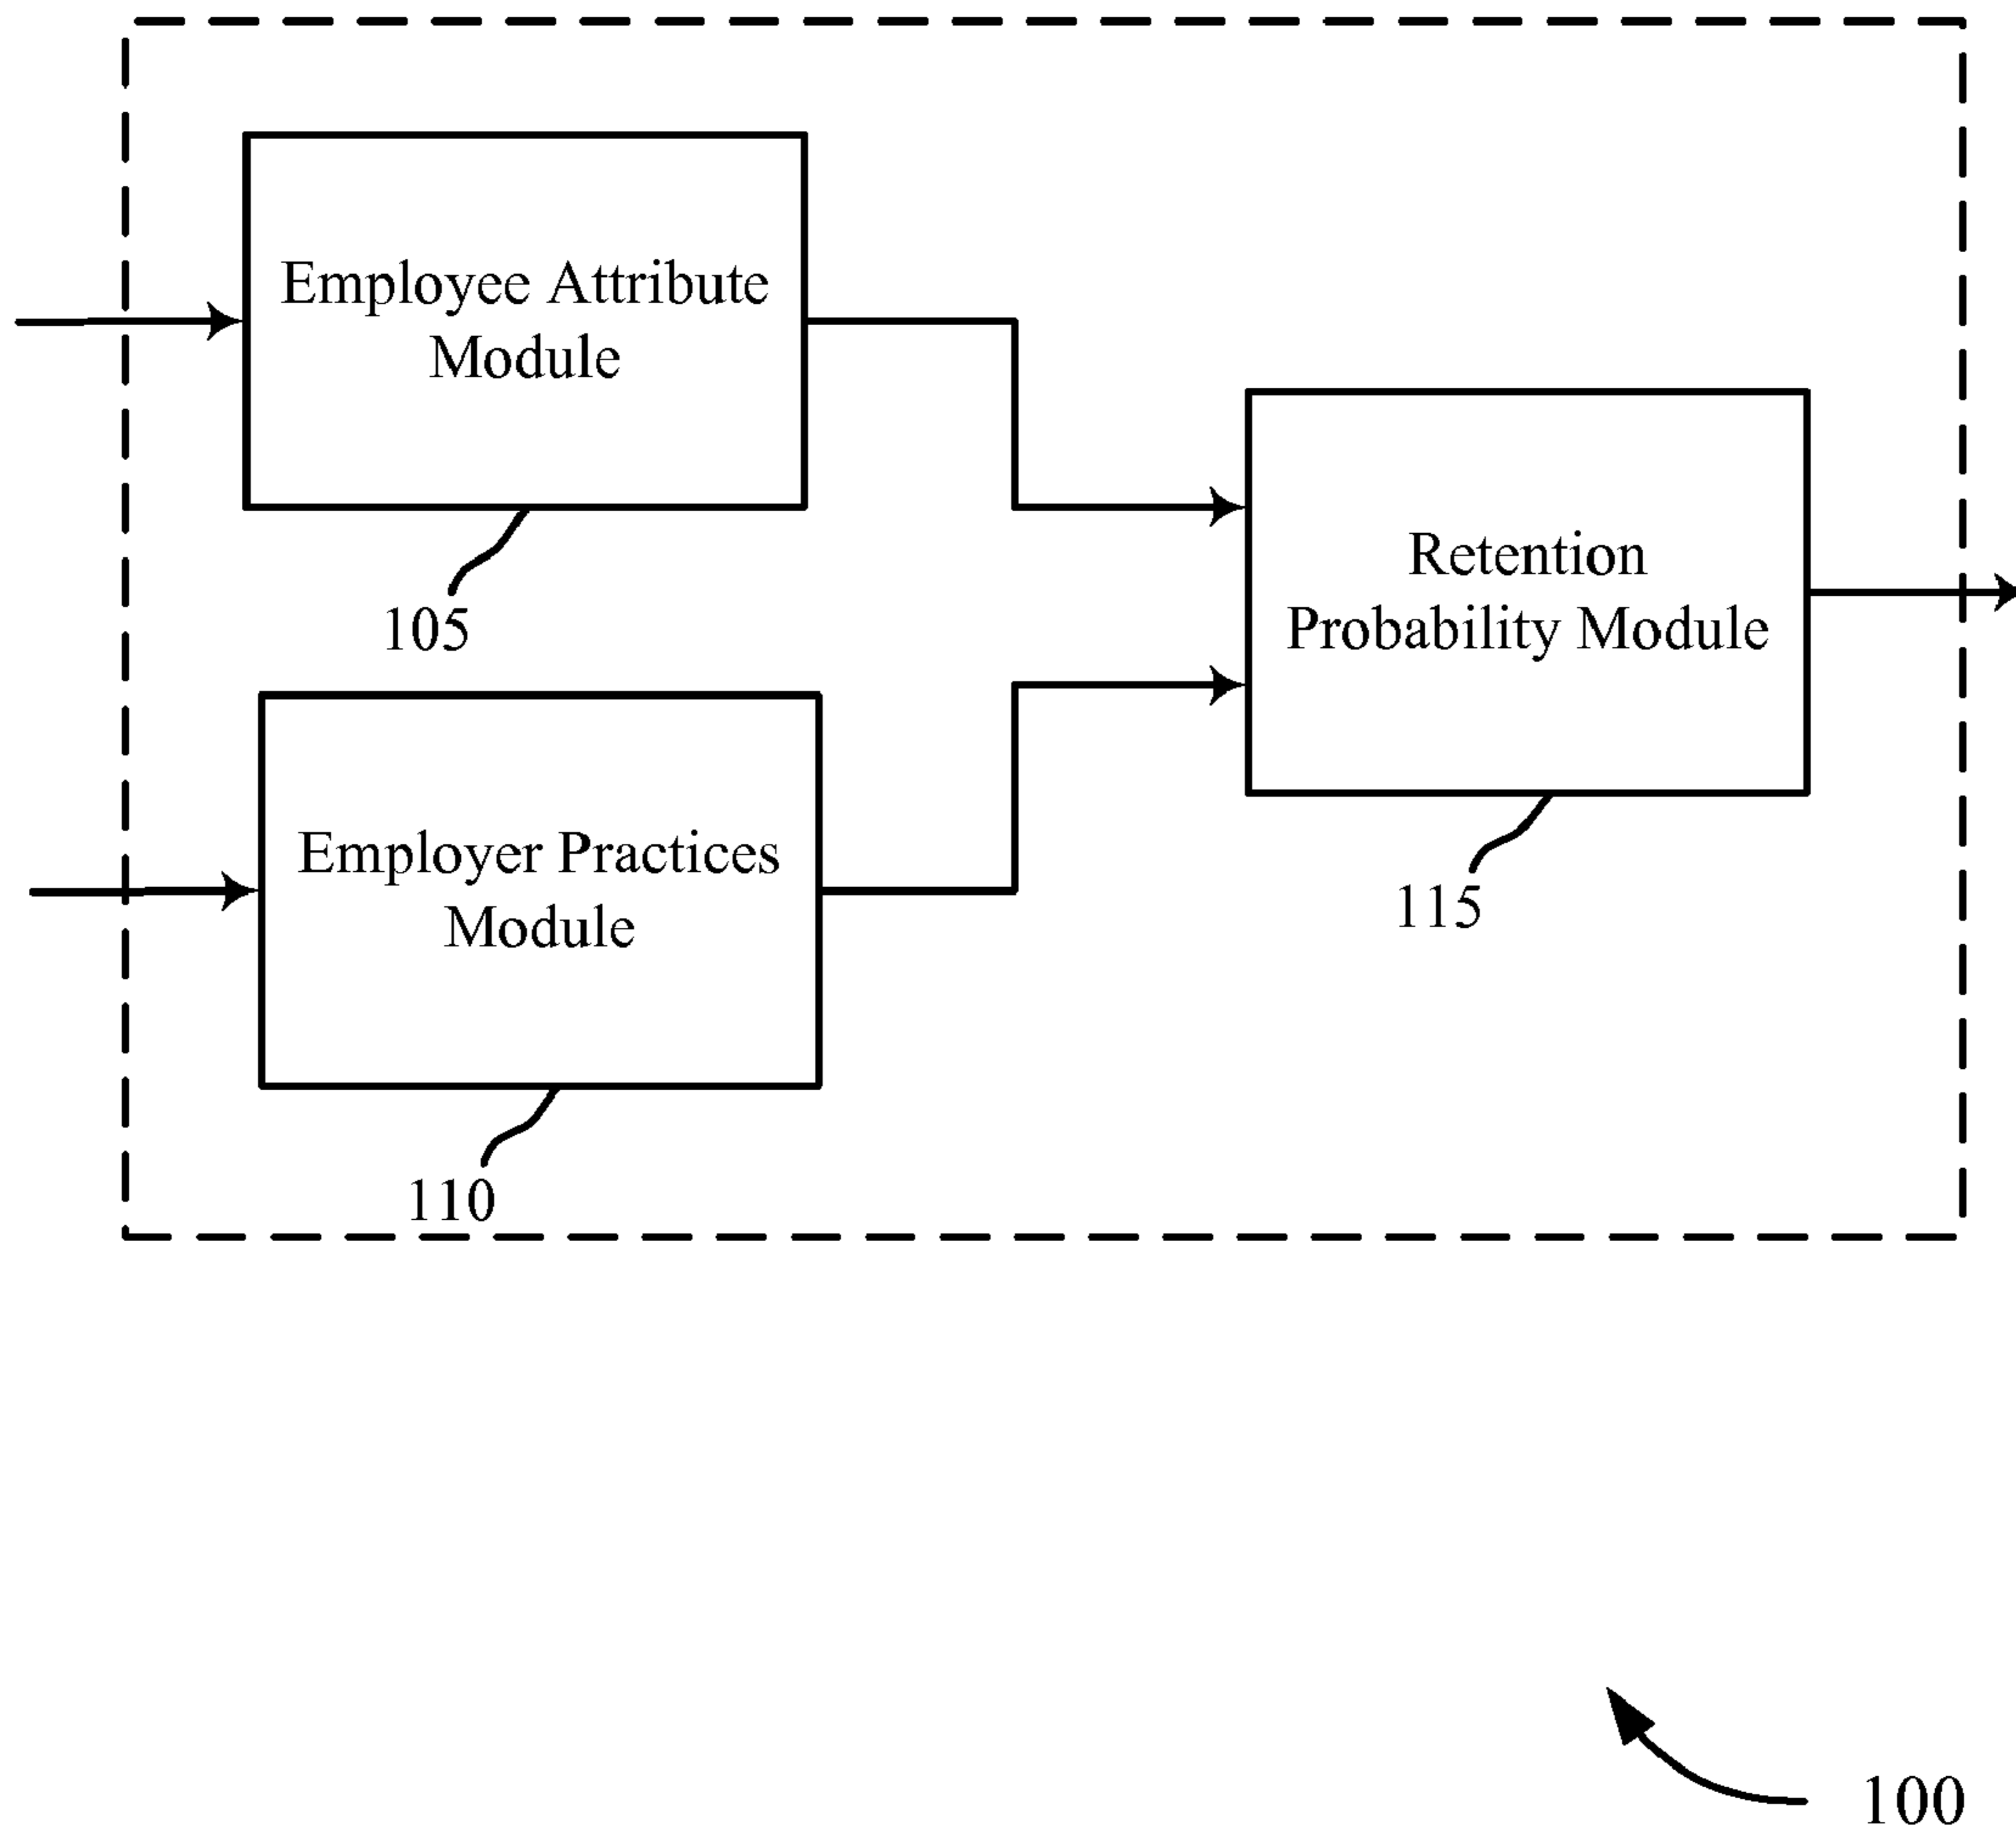 Employee Attribute
Module
105
Retention
Probability Module
115
Employer Practices
Module
110
100